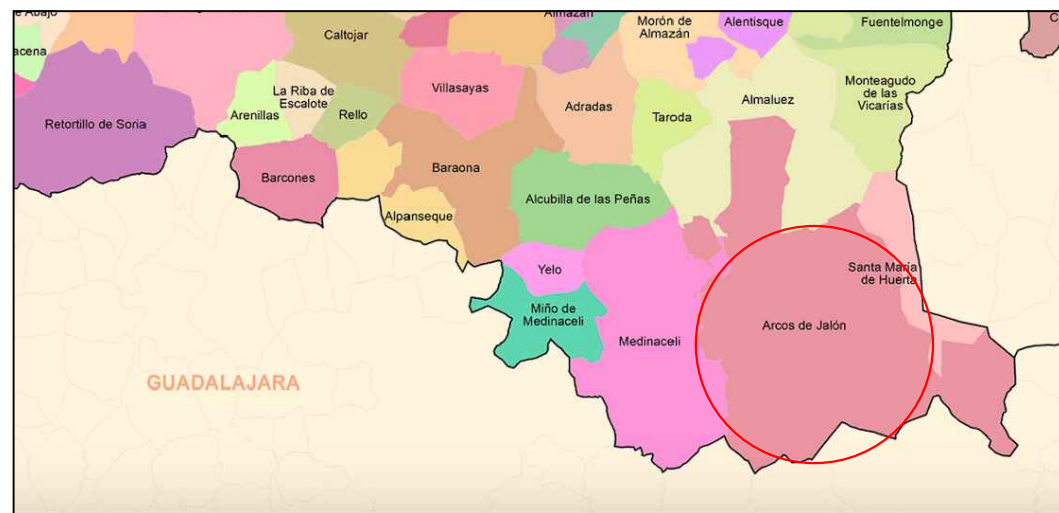 Caltojar
Almazán
Morón de
Almazán
Alentisque
Fuentelmonge
La Riba de
Escalote
Arenillas
Rello
Villasayas
Adradas
Taroda
Almaluez
Monteagudo
de las
Vicarías
Retortillo de Soria
Barcones
Baraona
Alcubilla de las Peñas
Alpanseque
Yelo
Miño de
Medinaceli
Medinaceli
Santa María
de Huerta
Arcos de Jalón
GUADALAJARA